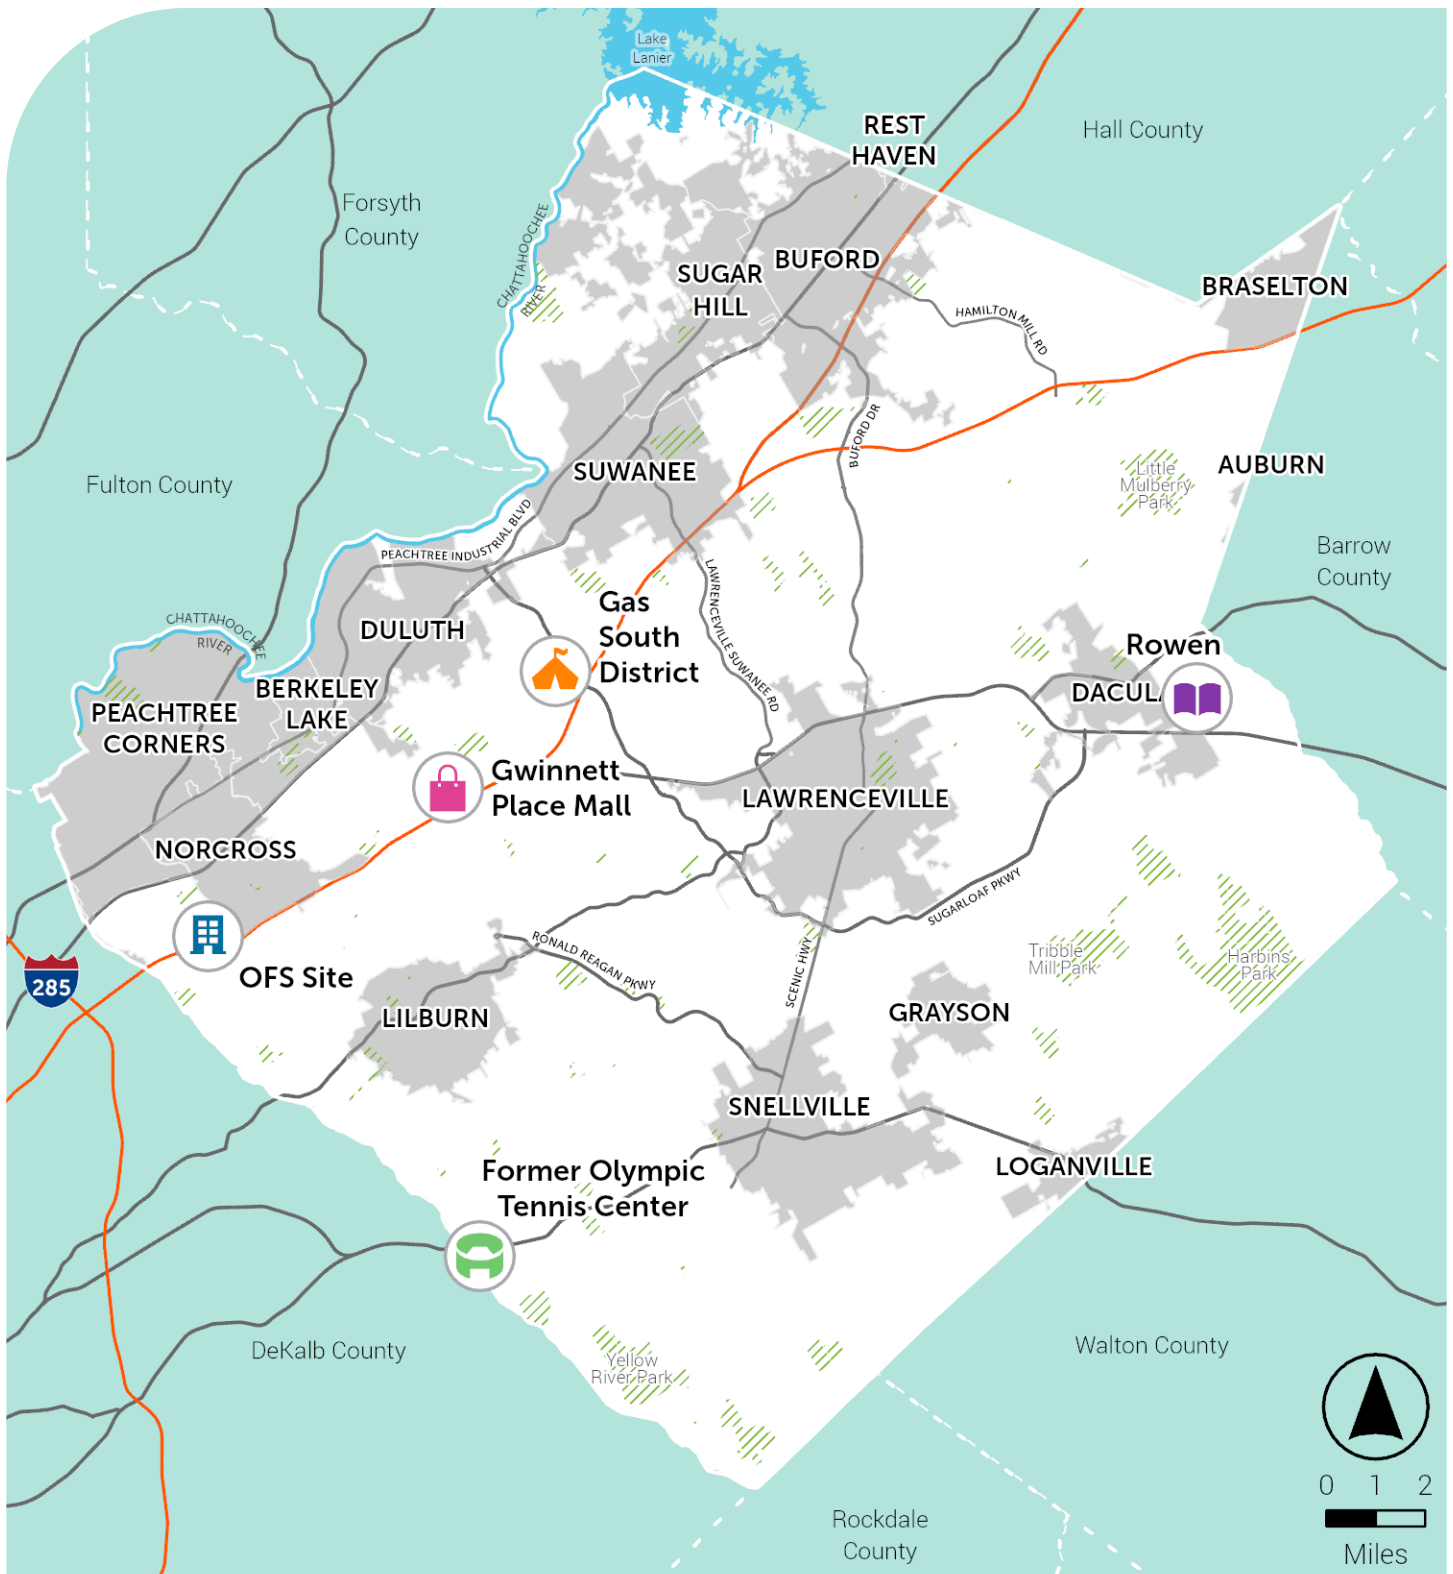 Lake
Lanier
REST
HAVEN
Hall County
Forsyth
County
CHATTAHOOCHEE
RIVER
SUGAR
HILL
BUFORD
BRASELTON
HAMILTON MILL RD
BUFORD DR
Fulton County
SUWANEE
Little
Mulberry
Park
AUBURN
PEACHTREE INDUSTRIAL BLVD
LAWRENCEVILLE SUWANEE RD
Barrow
County
CHATTAHOOCHEE
RIVER
DULUTH
Gas
South
District
Rowen
BERKELEY
LAKE
DACULA
PEACHTREE
CORNERS
Gwinnett
Place Mall
LAWRENCEVILLE
NORCROSS
SUGARLOAF PKWY
RONALD REAGAN PKWY
SCENIC HWY
Tribble
Mill Park
Harbins
Park
285
OFS Site
LILBURN
GRAYSON
SNELLVILLE
LOGANVILLE
Former Olympic
Tennis Center
DeKalb County
Yellow
River Park
Walton County
Rockdale
County
0 1 2
Miles